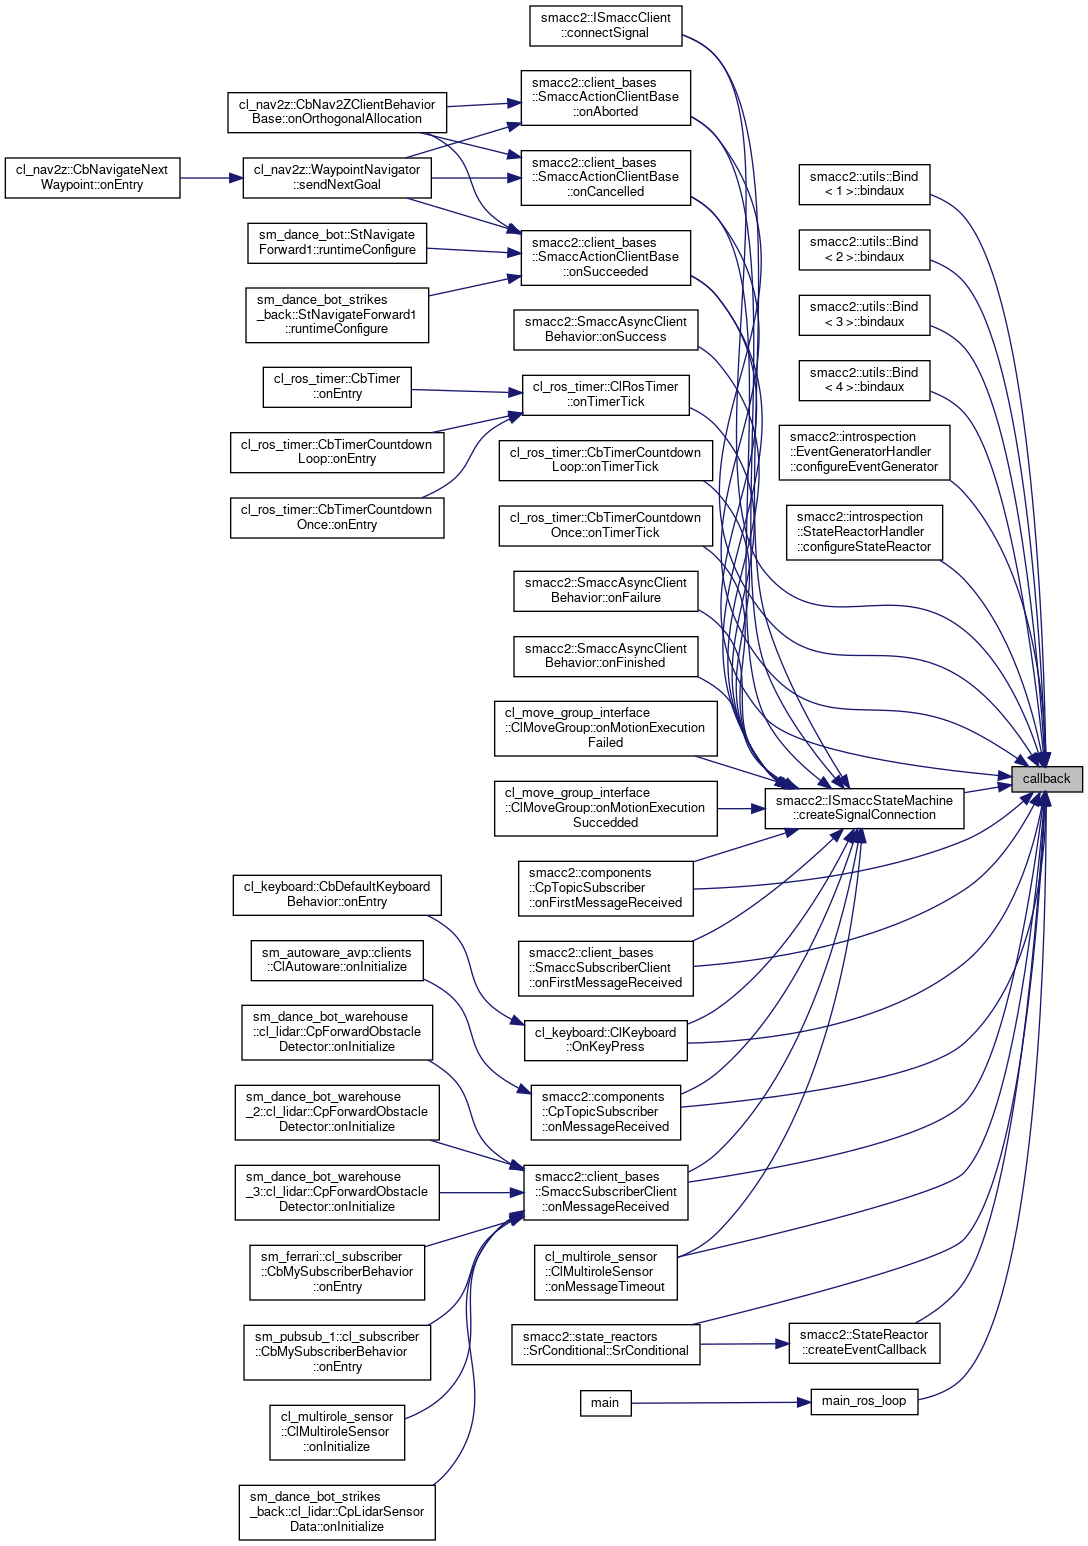 smacc2::ISmaccClient
::connectSignal
smacc2::client_bases
::SmaccActionClientBase
::onAborted
cl_nav2z::CbNav2ZClientBehavior
Base::onOrthogonalAllocation
smacc2::client_bases
::SmaccActionClientBase
::onCancelled
cl_nav2z::CbNavigateNext
Waypoint::onEntry
cl_nav2z::WaypointNavigator
::sendNextGoal
smacc2::utils::Bind
< 1 >::bindaux
sm_dance_bot::StNavigate
Forward1::runtimeConfigure
smacc2::client_bases
::SmaccActionClientBase
::onSucceeded
smacc2::utils::Bind
< 2 >::bindaux
sm_dance_bot_strikes
_back::StNavigateForward1
::runtimeConfigure
smacc2::SmaccAsyncClient
Behavior::onSuccess
smacc2::utils::Bind
< 3 >::bindaux
cl_ros_timer::CbTimer
::onEntry
cl_ros_timer::ClRosTimer
::onTimerTick
smacc2::utils::Bind
< 4 >::bindaux
cl_ros_timer::CbTimerCountdown
Loop::onEntry
cl_ros_timer::CbTimerCountdown
Loop::onTimerTick
smacc2::introspection
::EventGeneratorHandler
::configureEventGenerator
cl_ros_timer::CbTimerCountdown
Once::onEntry
cl_ros_timer::CbTimerCountdown
Once::onTimerTick
smacc2::introspection
::StateReactorHandler
::configureStateReactor
smacc2::SmaccAsyncClient
Behavior::onFailure
smacc2::SmaccAsyncClient
Behavior::onFinished
cl_move_group_interface
::ClMoveGroup::onMotionExecution
Failed
callback
cl_move_group_interface
::ClMoveGroup::onMotionExecution
Succedded
smacc2::ISmaccStateMachine
::createSignalConnection
smacc2::components
::CpTopicSubscriber
::onFirstMessageReceived
cl_keyboard::CbDefaultKeyboard
Behavior::onEntry
sm_autoware_avp::clients
::ClAutoware::onInitialize
smacc2::client_bases
::SmaccSubscriberClient
::onFirstMessageReceived
sm_dance_bot_warehouse
::cl_lidar::CpForwardObstacle
Detector::onInitialize
cl_keyboard::ClKeyboard
::OnKeyPress
sm_dance_bot_warehouse
_2::cl_lidar::CpForwardObstacle
Detector::onInitialize
smacc2::components
::CpTopicSubscriber
::onMessageReceived
sm_dance_bot_warehouse
_3::cl_lidar::CpForwardObstacle
Detector::onInitialize
smacc2::client_bases
::SmaccSubscriberClient
::onMessageReceived
sm_ferrari::cl_subscriber
::CbMySubscriberBehavior
::onEntry
cl_multirole_sensor
::ClMultiroleSensor
::onMessageTimeout
sm_pubsub_1::cl_subscriber
::CbMySubscriberBehavior
::onEntry
smacc2::state_reactors
::SrConditional::SrConditional
smacc2::StateReactor
::createEventCallback
cl_multirole_sensor
::ClMultiroleSensor
::onInitialize
main
main_ros_loop
sm_dance_bot_strikes
_back::cl_lidar::CpLidarSensor
Data::onInitialize